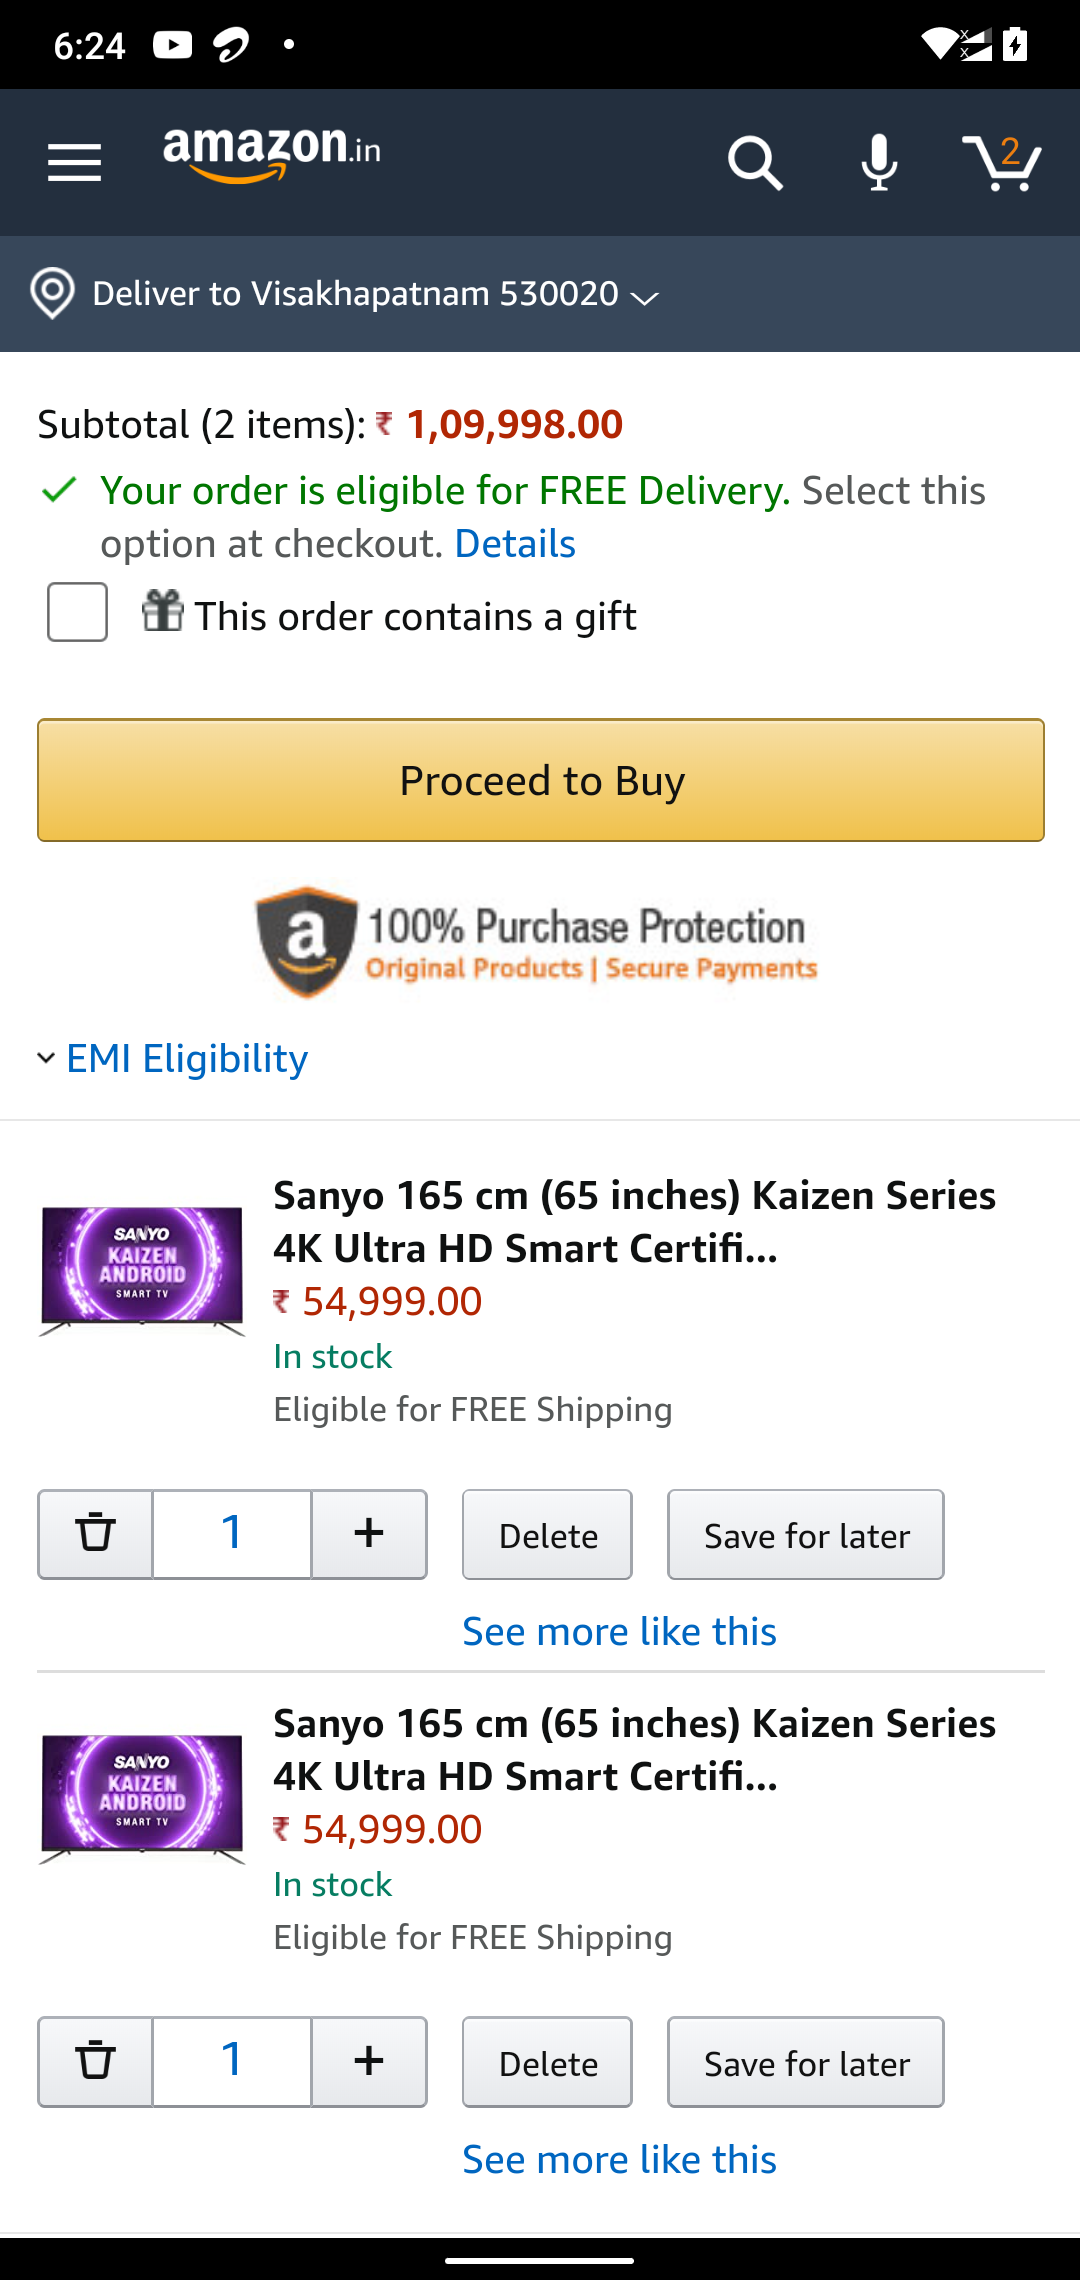 6:24
amazon.in
2
Deliver to Visakhapatnam 530020
Subtotal (2 items): ₹ 1,09,998.00
Your order is eligible for FREE Delivery. Select this
option at checkout. Details
This order contains a gift
Proceed to Buy
a
100% Purchase Protection
Original Products | Secure Payments
EMI Eligibility
Sanyo 165 cm (65 inches) Kaizen Series
4K Ultra HD Smart Certifi...
₹ 54,999.00
In stock
Eligible for FREE Shipping
SANYO
KAIZEN
ANDROID
SMART TV
1 + Delete Save for later
See more like this
Sanyo 165 cm (65 inches) Kaizen Series
4K Ultra HD Smart Certifi...
₹ 54,999.00
In stock
Eligible for FREE Shipping
SANYO
KAIZEN
ANDROID
SMART TV
1 + Delete Save for later
See more like this